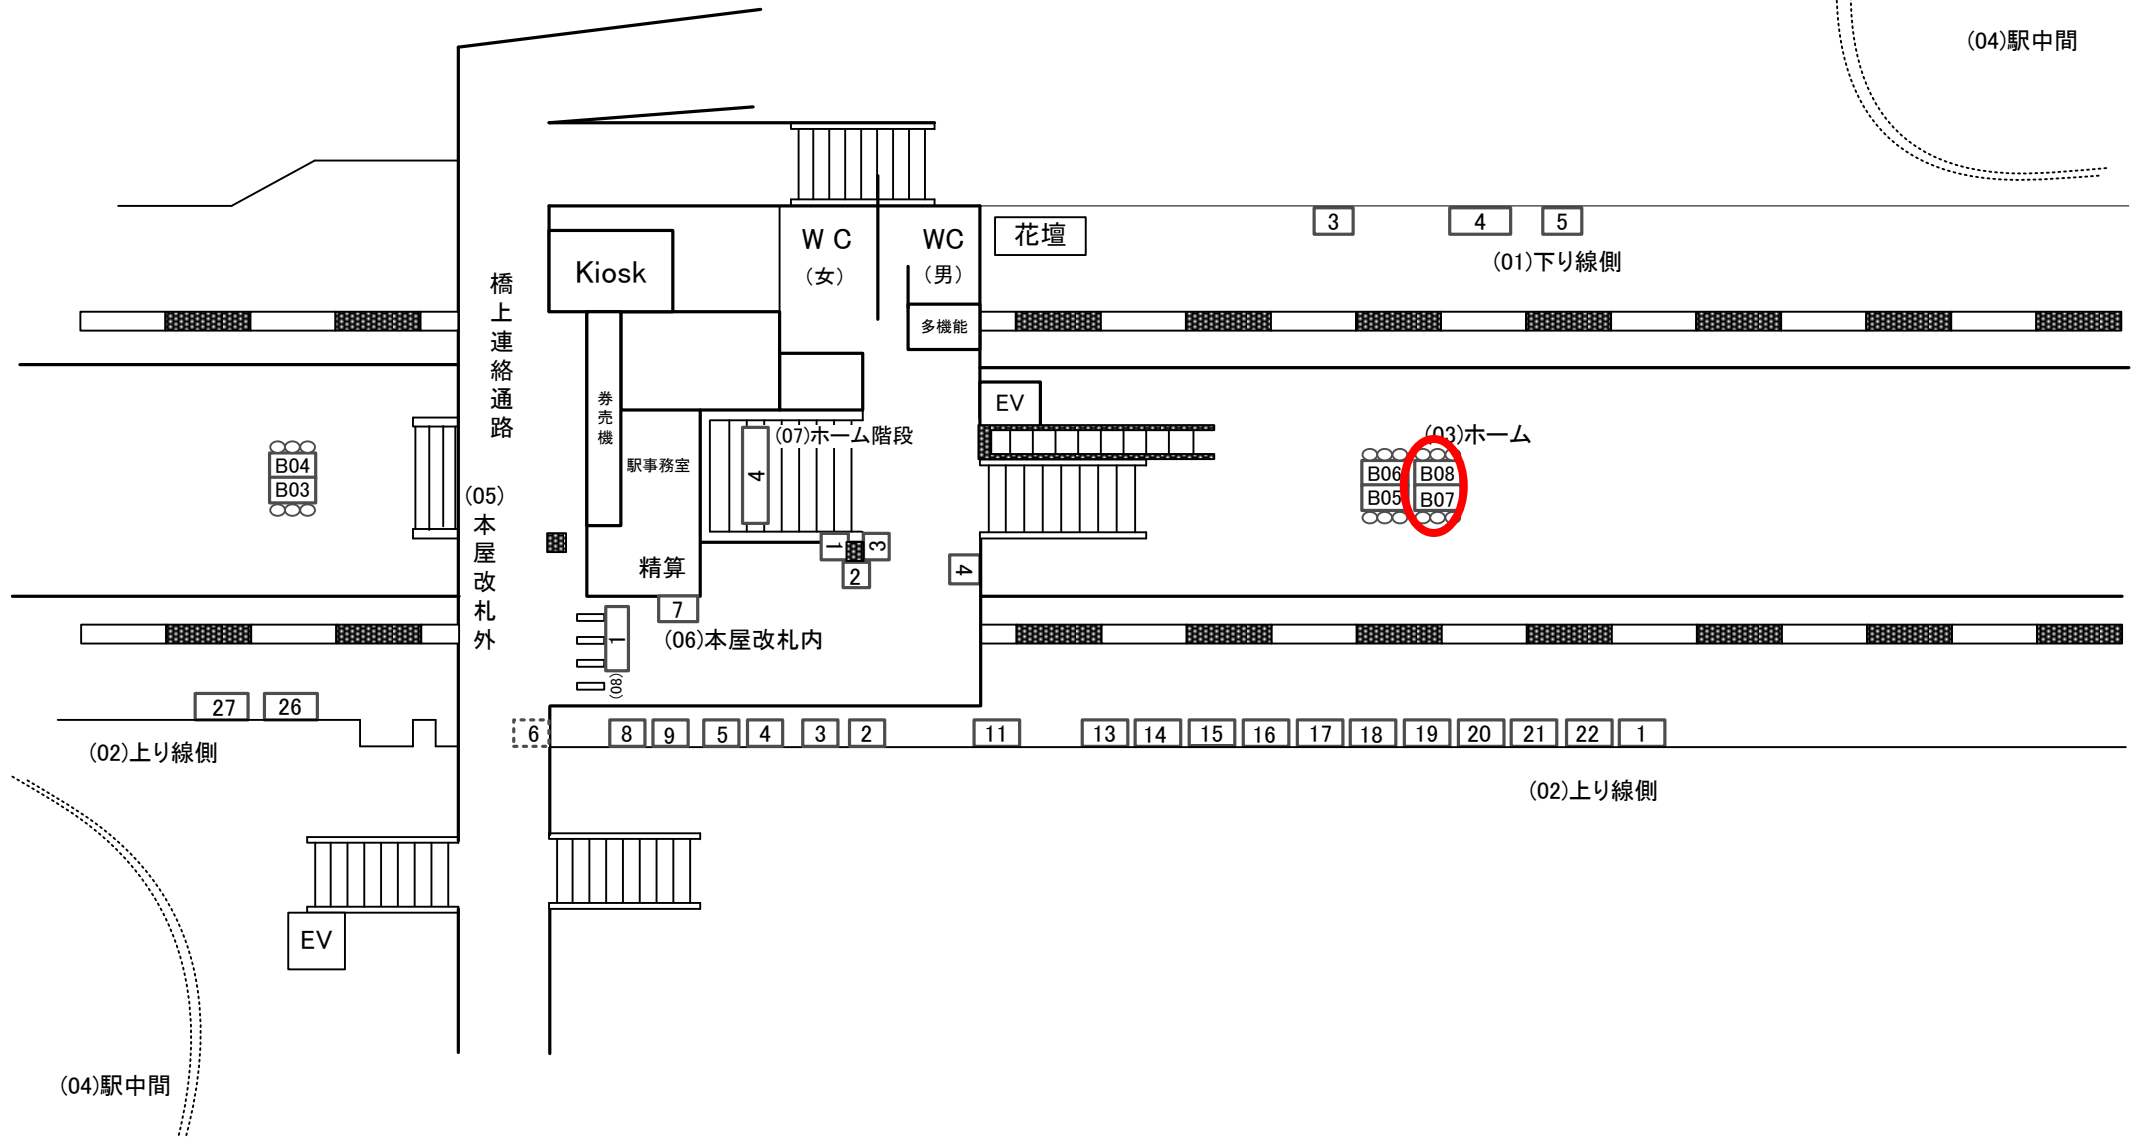 (04)駅中間
3
4
5
(01)下り線側
花壇
W C
(女)
WC
(男)
多機能
Kiosk
橋上連絡通路
券売機
駅事務室
精算
(07)ホーム階段
4
EV
(03)ホーム
B04
B03
B06
B05
B08
B07
(05)本屋改札外
1
3
2
4
7
1
(08)
(06)本屋改札内
27
26
(02)上り線側
6
8
9
5
4
3
2
11
13
14
15
16
17
18
19
20
21
22
1
(02)上り線側
EV
(04)駅中間